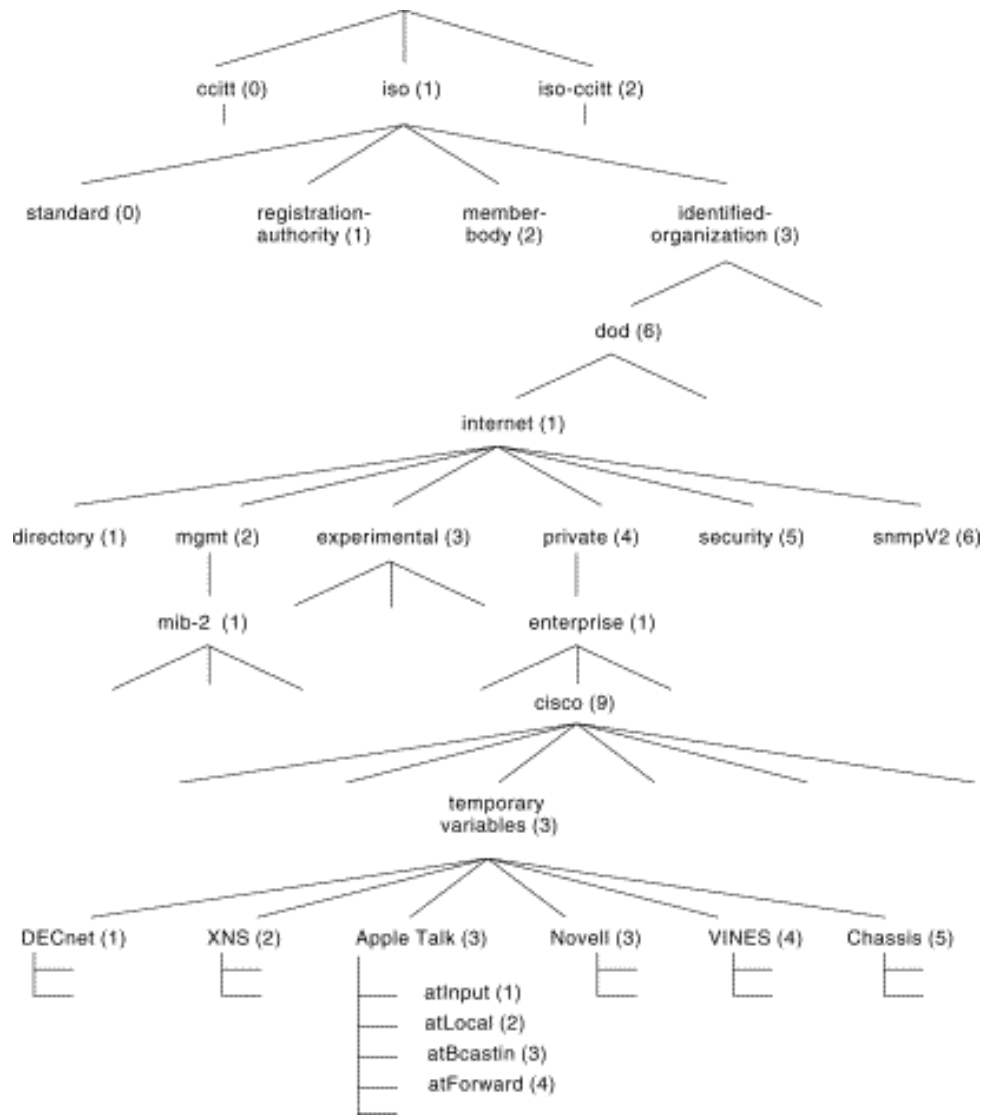 ccitt (0)
iso (1)
iso-ccitt (2)
standard (0)
registration-
authority (1)
member-
body (2)
identified-
organization (3)
dod (6)
internet (1)
directory (1)
mgmt (2)
experimental (3)
private (4)
security (5)
snmpV2 (6)
mib-2 (1)
enterprise (1)
cisco (9)
temporary
variables (3)
DECnet (1)
XNS (2)
Apple Talk (3)
Novell (3)
VINES (4)
Chassis (5)
atInput (1)
atLocal (2)
atBcastin (3)
atForward (4)